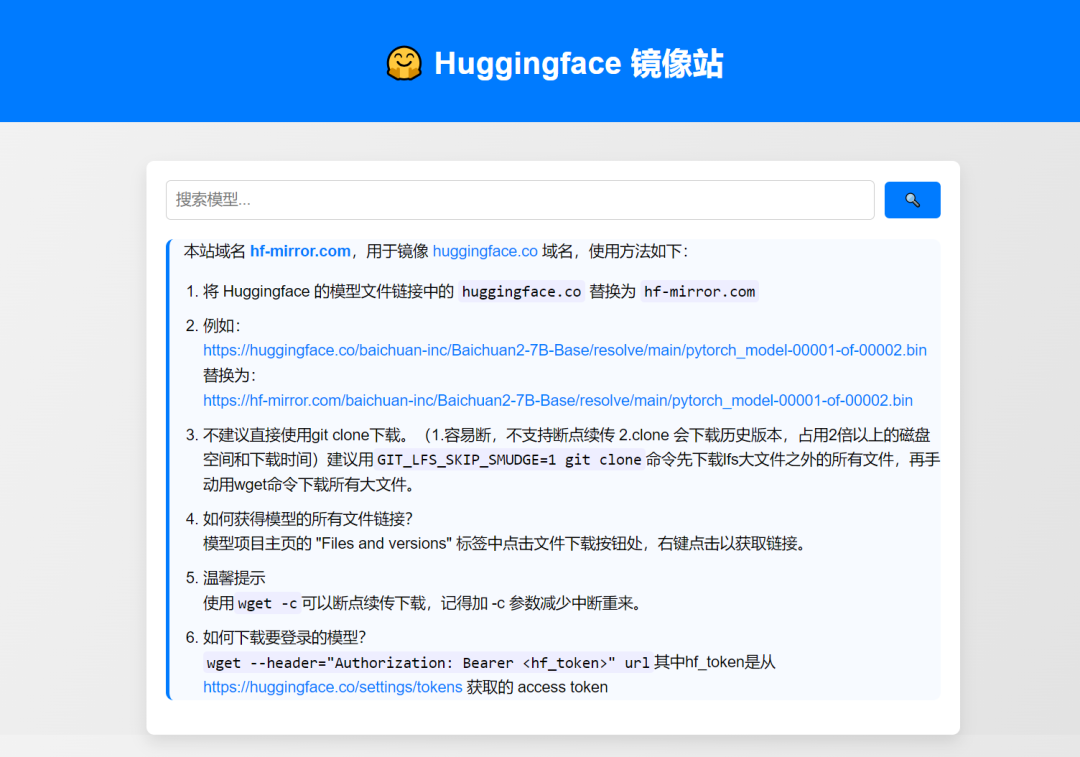 🤗 Huggingface 镜像站
搜索模型...
本站域名 hf-mirror.com，用于镜像 huggingface.co 域名，使用方法如下：
1. 将 Huggingface 的模型文件链接中的 huggingface.co 替换为 hf-mirror.com
2. 例如：
https://huggingface.co/baichuan-inc/Baichuan2-7B-Base/resolve/main/pytorch_model-00001-of-00002.bin
替换为：
https://hf-mirror.com/baichuan-inc/Baichuan2-7B-Base/resolve/main/pytorch_model-00001-of-00002.bin
3. 不建议直接使用git clone下载。（1.容易断，不支持断点续传 2.clone 会下载历史版本，占用2倍以上的磁盘
空间和下载时间）建议用 GIT_LFS_SKIP_SMUDGE=1 git clone 命令先下载lfs大文件之外的所有文件，再手
动用wget命令下载所有大文件。
4. 如何获得模型的所有文件链接？
模型项目主页的 "Files and versions" 标签中点击文件下载按钮处，右键点击以获取链接。
5. 温馨提示
使用 wget -c 可以断点续传下载，记得加 -c 参数减少中断重来。
6. 如何下载要登录的模型？
wget --header="Authorization: Bearer <hf_token>" url 其中hf_token是从
https://huggingface.co/settings/tokens 获取的 access token